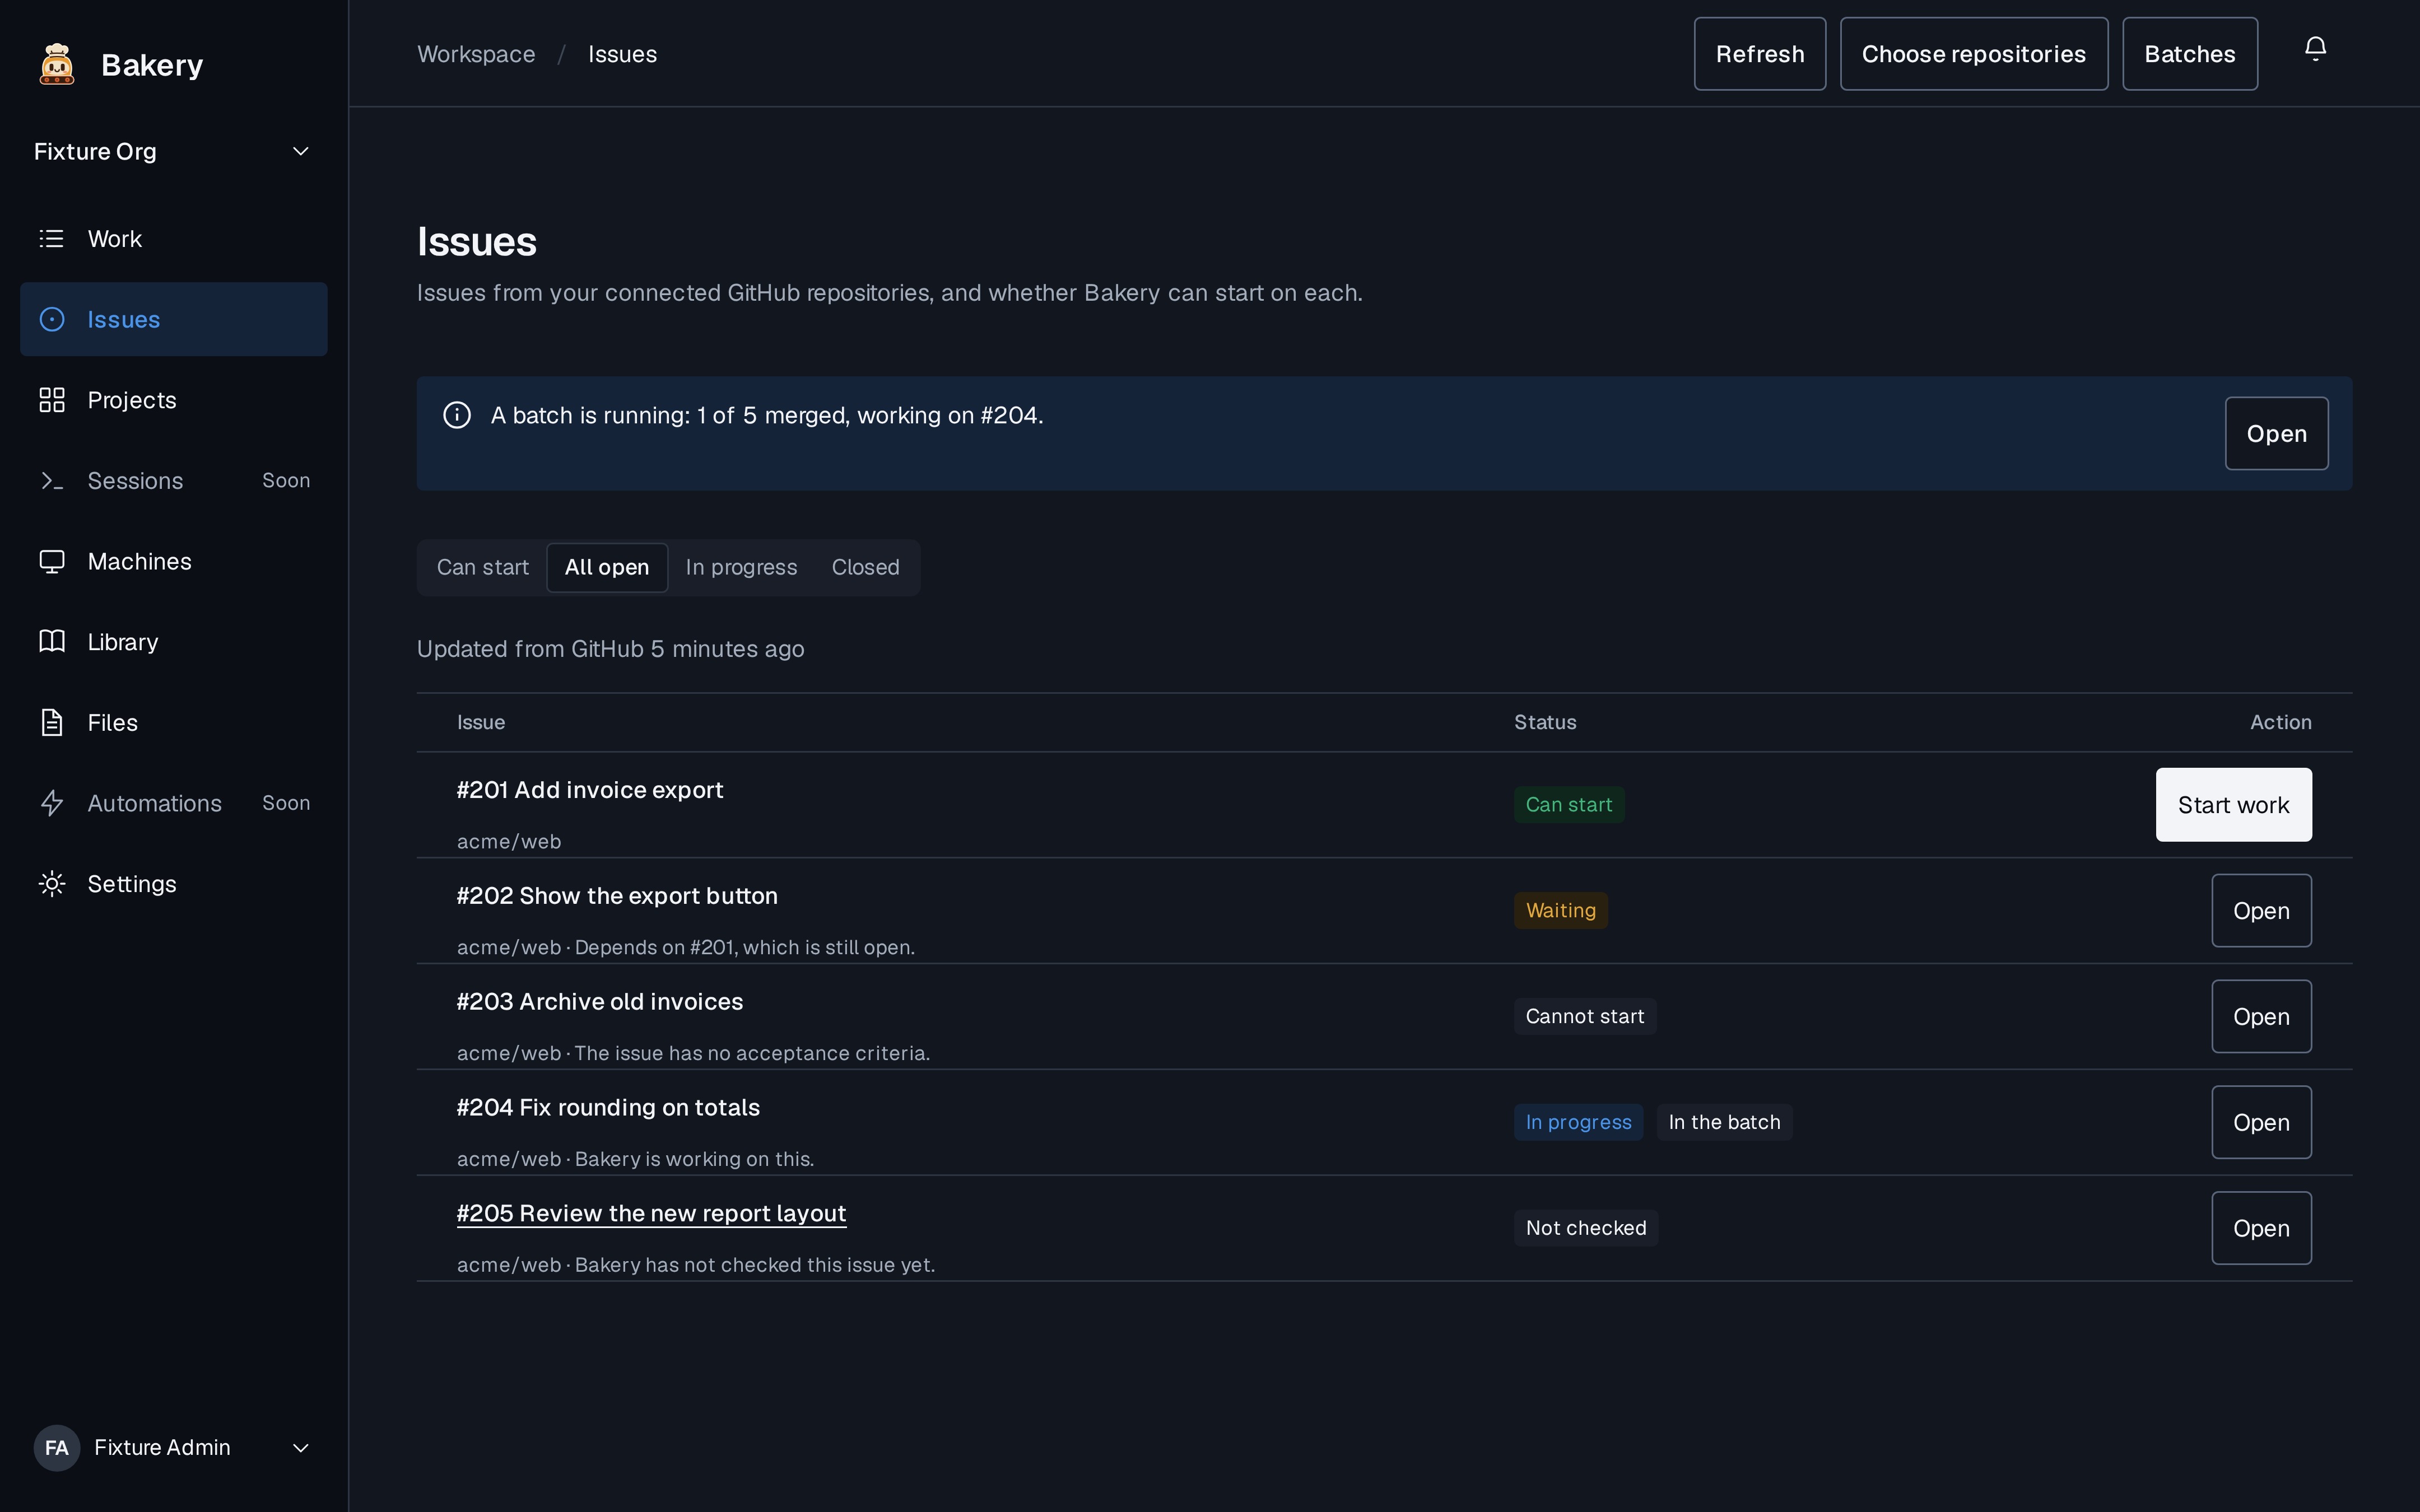 Bakery
Fixture Org
Work
Issues
Projects
Sessions Soon
Machines
Library
Files
Automations Soon
Settings
FA Fixture Admin
Workspace / Issues
Refresh
Choose repositories
Batches
Issues
Issues from your connected GitHub repositories, and whether Bakery can start on each.
A batch is running: 1 of 5 merged, working on #204.
Open
Can start
All open
In progress
Closed
Updated from GitHub 5 minutes ago
Issue Status Action
#201 Add invoice export
acme/web
Can start
Start work
#202 Show the export button
acme/web · Depends on #201, which is still open.
Waiting
Open
#203 Archive old invoices
acme/web · The issue has no acceptance criteria.
Cannot start
Open
#204 Fix rounding on totals
acme/web · Bakery is working on this.
In progress
In the batch
Open
#205 Review the new report layout
acme/web · Bakery has not checked this issue yet.
Not checked
Open